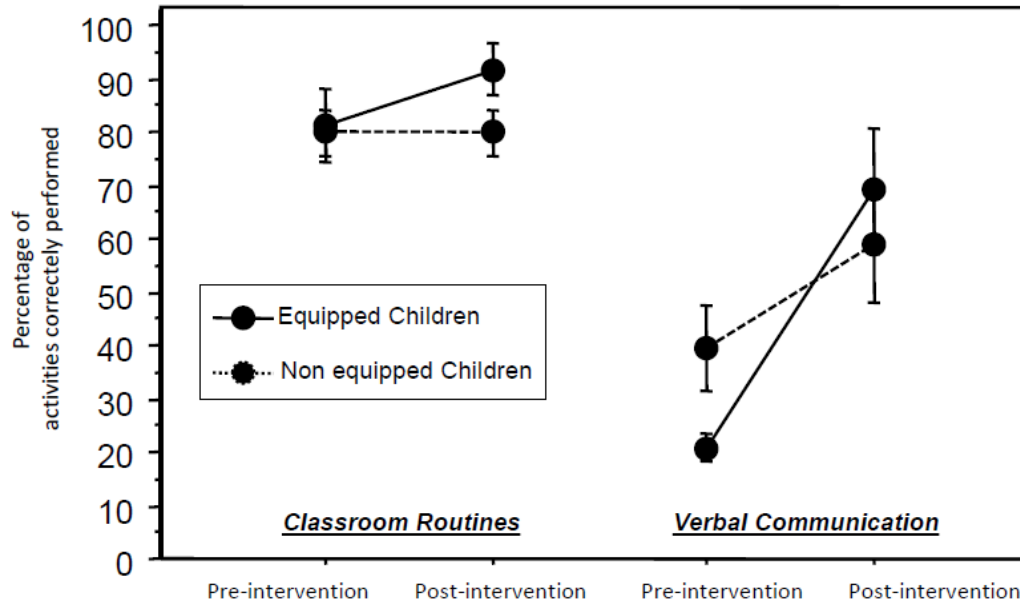 Percentage of
activities correctely performed
100
90
80
70
60
50
40
30
20
10
0
Equipped Children
Non equipped Children
Classroom Routines
Verbal Communication
Pre-intervention
Post-intervention
Pre-intervention
Post-intervention